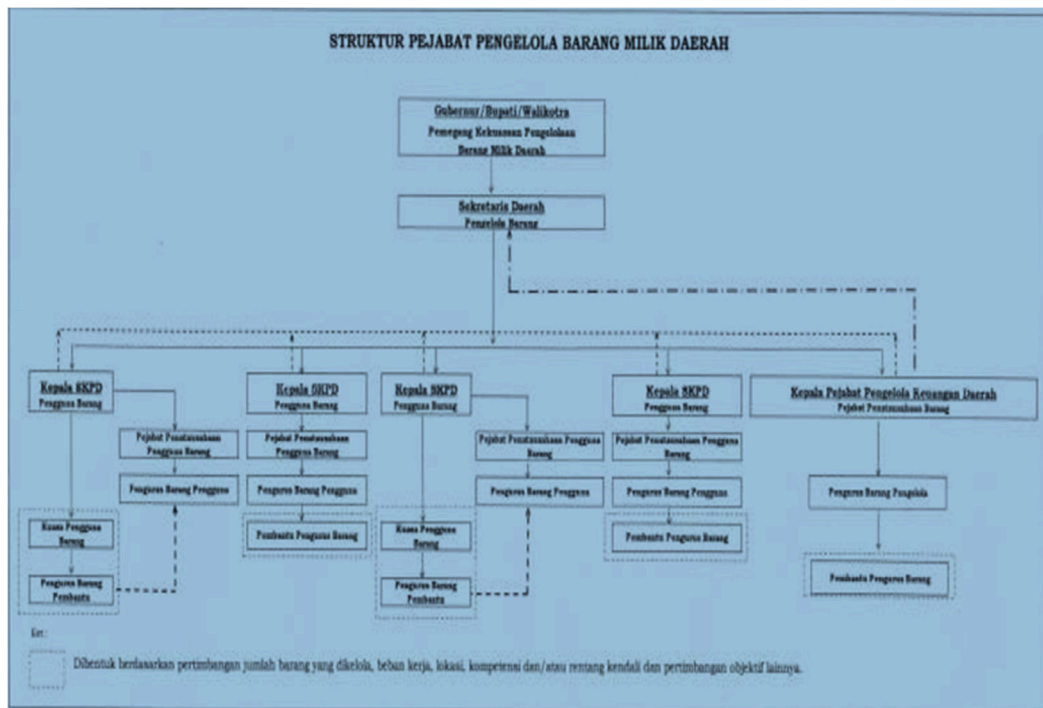 STRUKTUR PEJABAT PENGELOLA BARANG MILIK DAERAH
Gubernur/Bupati/Walikotra
Pemegang Kekuasaan Pengelolaan
Barang Milik Daerah
Sekretaris Daerah
Pengelola Barang
Kepala SKPD
Pengguna Barang
Kepala SKPD
Pengguna Barang
Kepala SKPD
Pengguna Barang
Kepala SKPD
Pengguna Barang
Kepala Pejabat Pengelola Keuangan Daerah
Pejabat Penatausahaan Barang
Pejabat Penatausahaan
Pengguna Barang
Pejabat Penatausahaan
Pengguna Barang
Pejabat Penatausahaan Pengguna
Barang
Pejabat Penatausahaan Pengguna
Barang
Pengurus Barang Pengguna
Pengurus Barang Pengguna
Pengurus Barang Pengguna
Pengurus Barang Pengguna
Pengurus Barang Pengelola
Kuasa Pengguna
Barang
Pembantu Pengurus Barang
Kuasa Pengguna
Barang
Pembantu Pengurus Barang
Pembantu Pengurus Barang
Pengurus Barang
Pembantu
Pengurus Barang
Pembantu
Ket :
Dibentuk berdasarkan pertimbangan jumlah barang yang dikelola, beban kerja, lokasi, kompetensi dan/atau rentang kendali dan pertimbangan objektif lainnya.